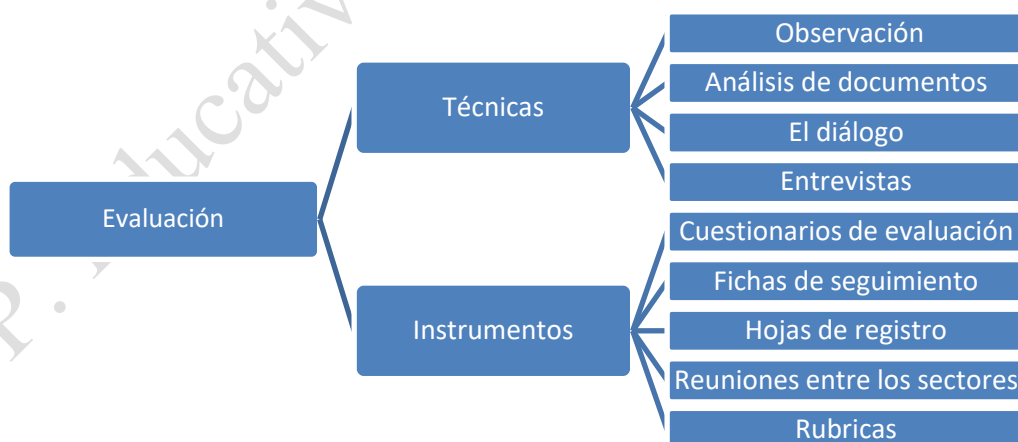 Evaluación
Técnicas
Observación
Análisis de documentos
El diálogo
Entrevistas
Instrumentos
Cuestionarios de evaluación
Fichas de seguimiento
Hojas de registro
Reuniones entre los sectores
Rubricas